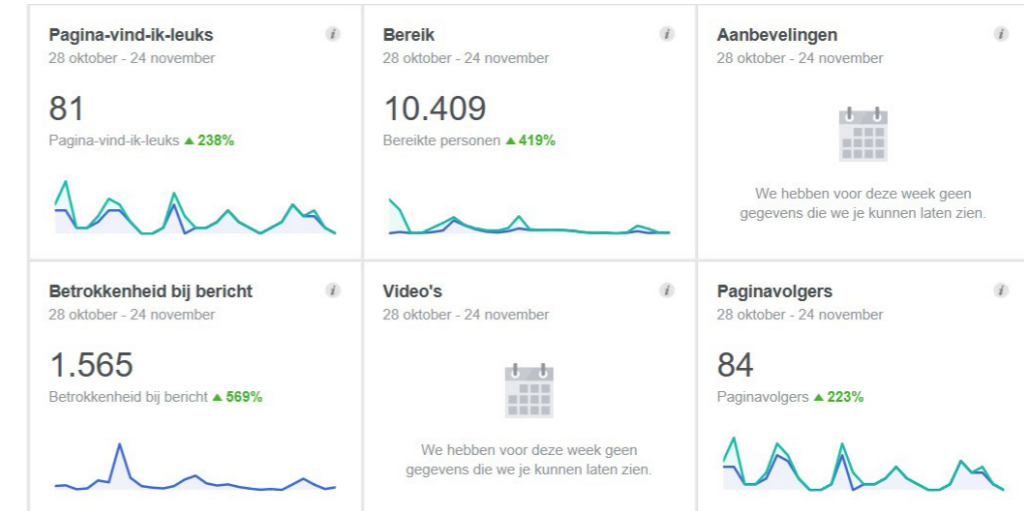 Pagina-vind-ik-leuks
28 oktober - 24 november
81
Pagina-vind-ik-leuks 238%
Bereik
28 oktober - 24 november
10.409
Bereikte personen 419%
Aanbevelingen
28 oktober - 24 november
We hebben voor deze week geen
gegevens die we je kunnen laten zien.
Betrokkenheid bij bericht
28 oktober - 24 november
1.565
Betrokkenheid bij bericht 569%
Video's
28 oktober - 24 november
We hebben voor deze week geen
gegevens die we je kunnen laten zien.
Paginavolgers
28 oktober - 24 november
84
Paginavolgers 223%